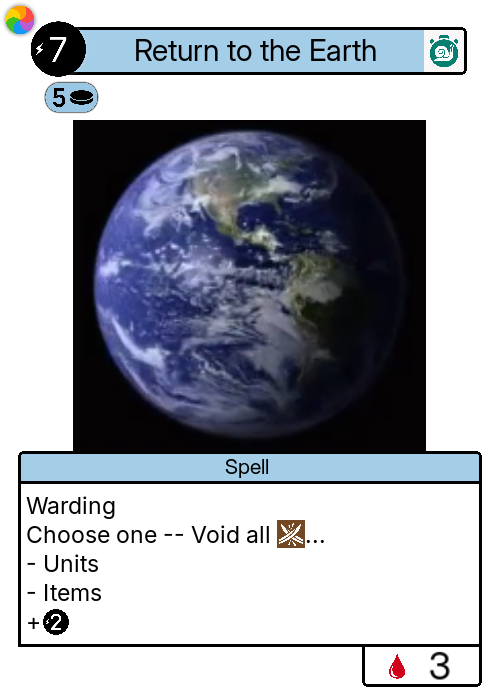 7 Return to the Earth
5
Spell
Warding
Choose one -- Void all ...
- Units
- Items
+2
3